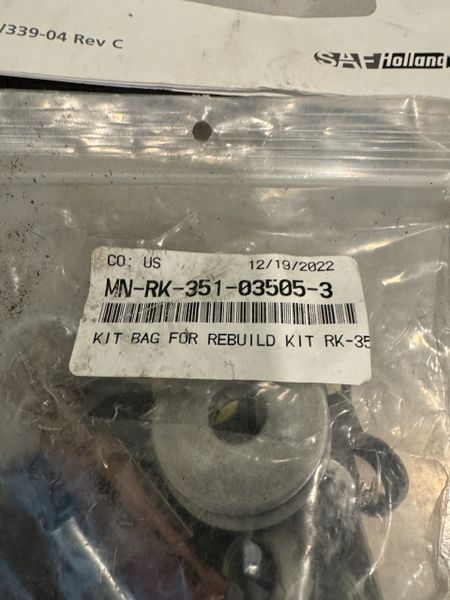 /339-04 Rev C
SAF Holland
CO: US 12/19/2022
MN-RK-351-03505-3
KIT BAG FOR REBUILD KIT RK-35